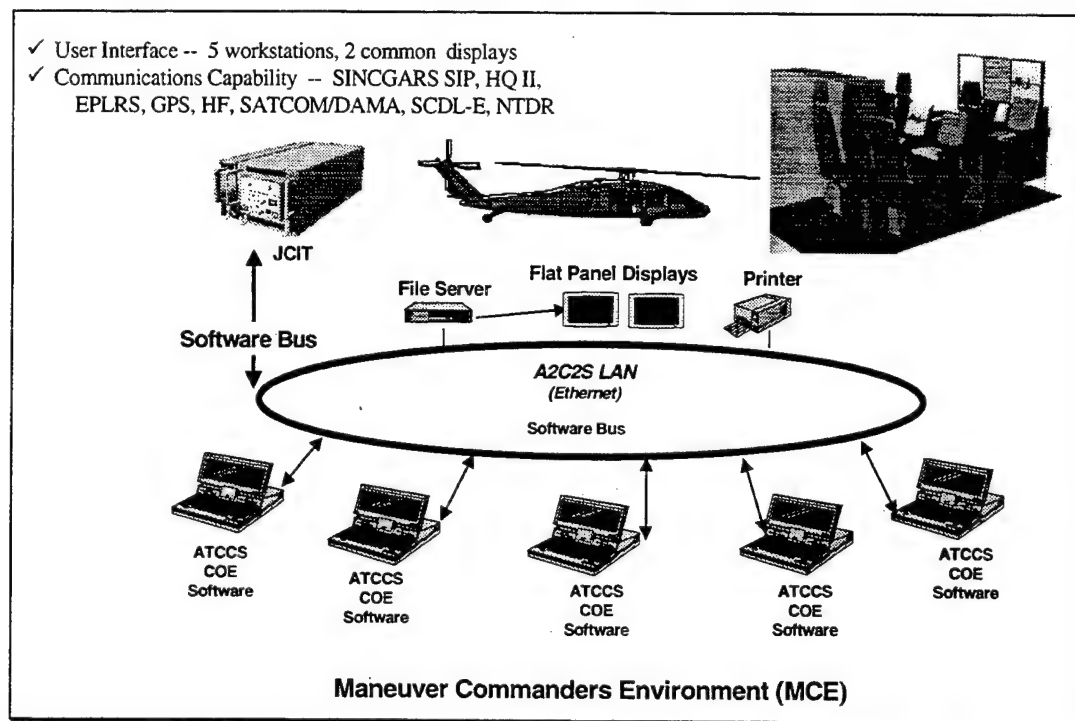 ✓ User Interface -- 5 workstations, 2 common displays
✓ Communications Capability -- SINCGARS SIP, HQ II,
EPLRS, GPS, HF, SATCOM/DAMA, SCDL-E, NTDR
JCIT
File Server
Flat Panel Displays
Printer
Software Bus
A2C2S LAN
(Ethernet)
Software Bus
ATCCS
COE
Software
ATCCS
COE
Software
ATCCS
COE
Software
ATCCS
COE
Software
ATCCS
COE
Software
Maneuver Commanders Environment (MCE)